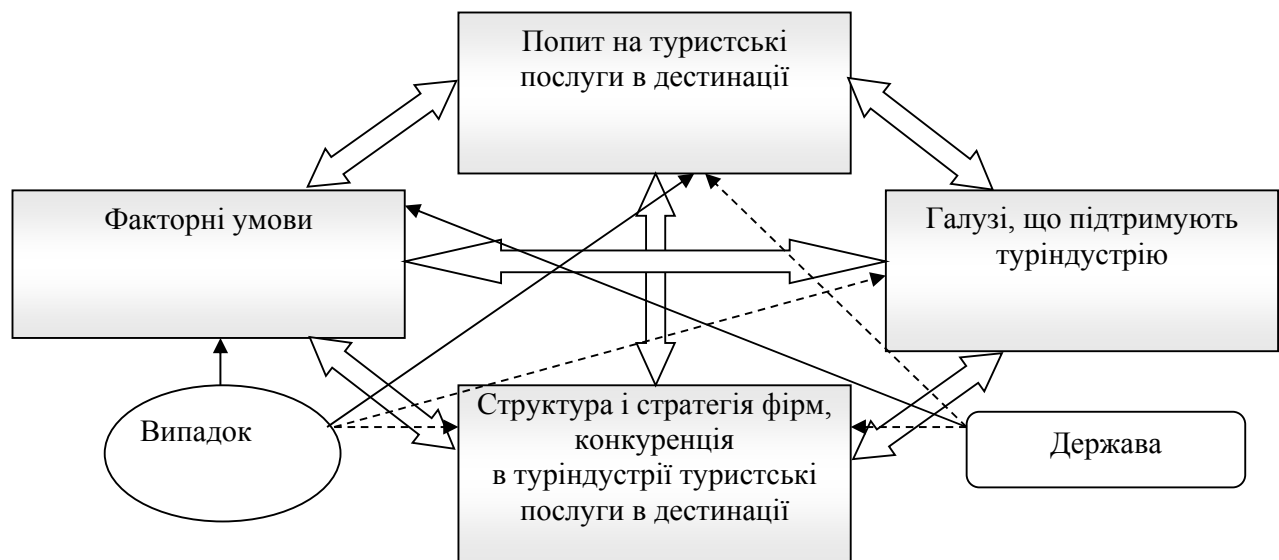 Попит на туристські
послуги в дестинації
Факторні умови
Галузі, що підтримують
туріндустрію
Випадок
Структура і стратегія фірм,
конкуренція
в туріндустрії туристські
послуги в дестинації
Держава